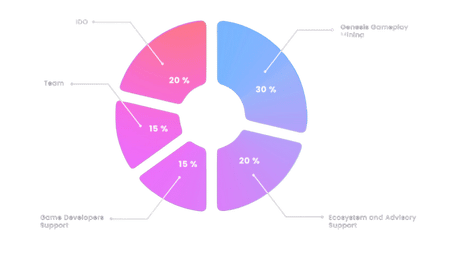 IDO
Genesis Gameplay
Mining
20 %
30 %
Team
15 %
15 %
20 %
Game Developers
Support
Ecosystem and Advisory
Support